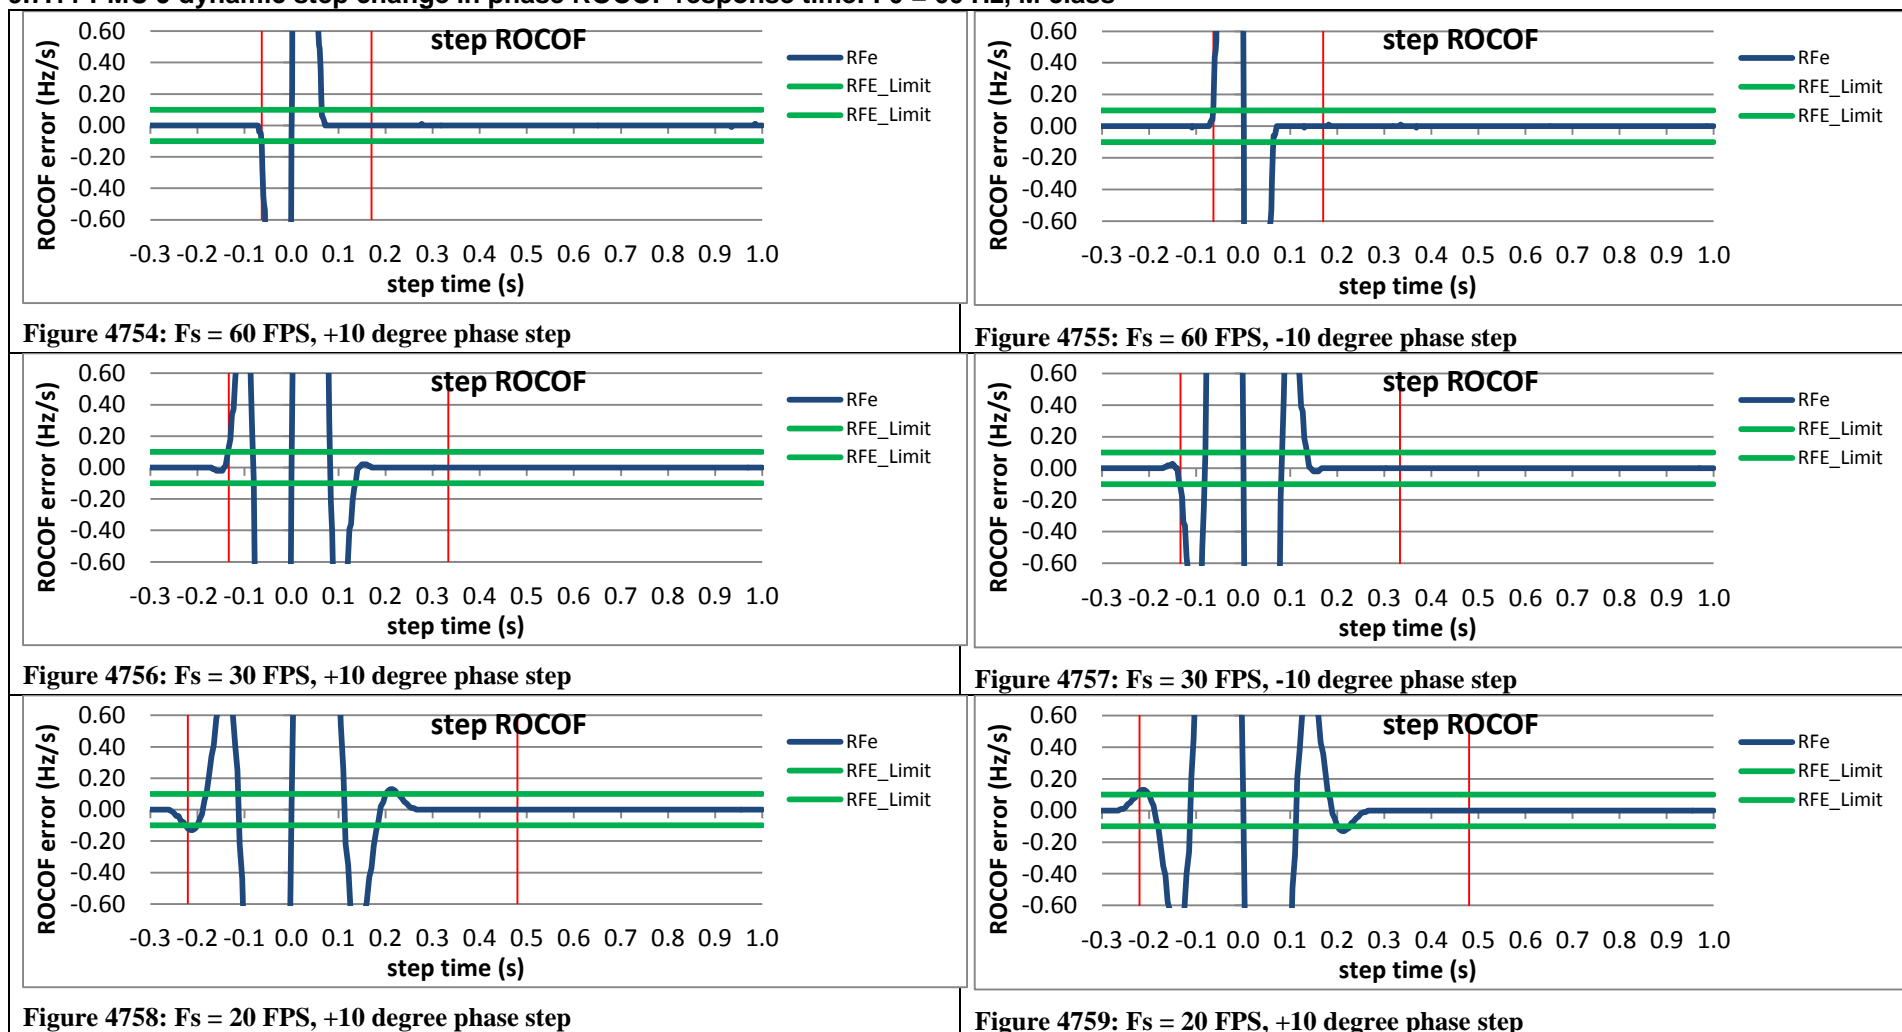 step ROCOF
ROCOF error (Hz/s)
0.60
0.40
0.20
0.00
-0.20
-0.40
-0.60
-0.3 -0.2 -0.1 0.0 0.1 0.2 0.3 0.4 0.5 0.6 0.7 0.8 0.9 1.0
step time (s)
RFe
RFE_Limit
RFE_Limit
Figure 4754: Fs = 60 FPS, +10 degree phase step
step ROCOF
ROCOF error (Hz/s)
0.60
0.40
0.20
0.00
-0.20
-0.40
-0.60
-0.3 -0.2 -0.1 0.0 0.1 0.2 0.3 0.4 0.5 0.6 0.7 0.8 0.9 1.0
step time (s)
RFe
RFE_Limit
RFE_Limit
Figure 4755: Fs = 60 FPS, -10 degree phase step
step ROCOF
ROCOF error (Hz/s)
0.60
0.40
0.20
0.00
-0.20
-0.40
-0.60
-0.3 -0.2 -0.1 0.0 0.1 0.2 0.3 0.4 0.5 0.6 0.7 0.8 0.9 1.0
step time (s)
RFe
RFE_Limit
RFE_Limit
Figure 4756: Fs = 30 FPS, +10 degree phase step
step ROCOF
ROCOF error (Hz/s)
0.60
0.40
0.20
0.00
-0.20
-0.40
-0.60
-0.3 -0.2 -0.1 0.0 0.1 0.2 0.3 0.4 0.5 0.6 0.7 0.8 0.9 1.0
step time (s)
RFe
RFE_Limit
RFE_Limit
Figure 4757: Fs = 30 FPS, -10 degree phase step
step ROCOF
ROCOF error (Hz/s)
0.60
0.40
0.20
0.00
-0.20
-0.40
-0.60
-0.3 -0.2 -0.1 0.0 0.1 0.2 0.3 0.4 0.5 0.6 0.7 0.8 0.9 1.0
step time (s)
RFe
RFE_Limit
RFE_Limit
Figure 4758: Fs = 20 FPS, +10 degree phase step
step ROCOF
ROCOF error (Hz/s)
0.60
0.40
0.20
0.00
-0.20
-0.40
-0.60
-0.3 -0.2 -0.1 0.0 0.1 0.2 0.3 0.4 0.5 0.6 0.7 0.8 0.9 1.0
step time (s)
RFe
RFE_Limit
RFE_Limit
Figure 4759: Fs = 20 FPS, +10 degree phase step